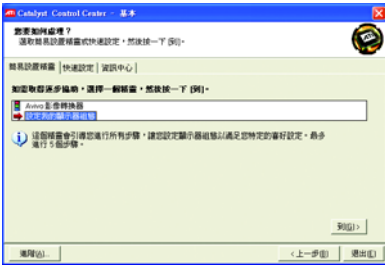 Catalyst Control Center - 基本
您要如何處理？
選取簡易設置精靈或快速設定，然後按一下 [到]。
簡易設置精靈
快速設定
資訊中心
如需取得逐步協助，選擇一個精靈，然後按一下 [到]。
Avivo 影音轉換器
設定我的顯示器組態
這個精靈會引導您進行所有步驟，讓您設定顯示器組態以滿足您特定的喜好設定。最多
進行 5 個步驟。
到(G)>
進階(A)...
<上一步(B)
退出(E)